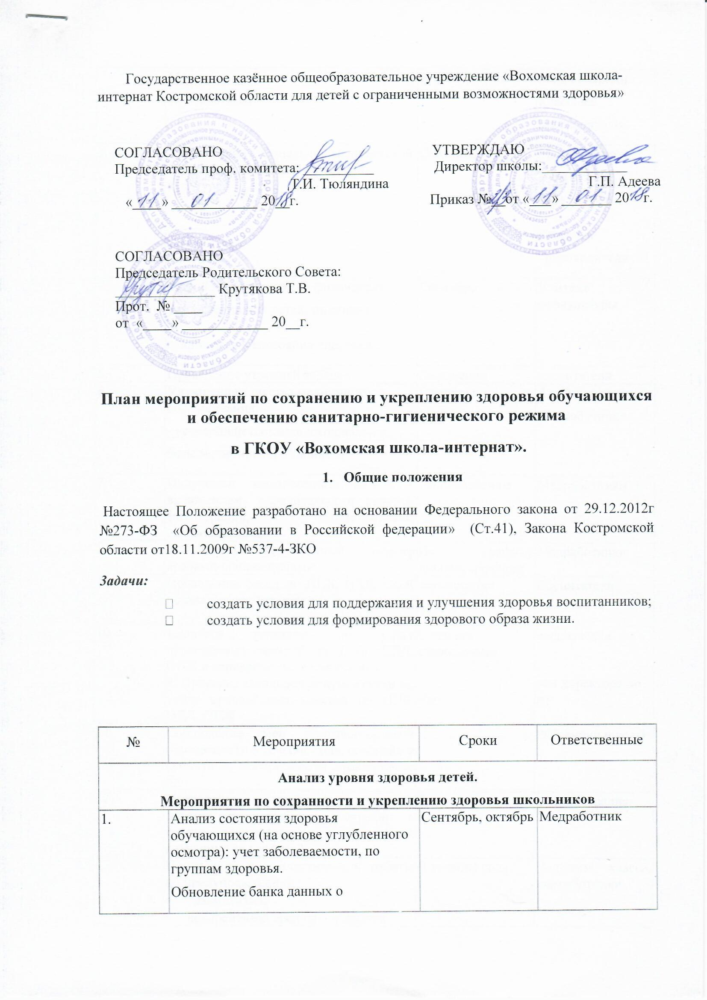 Государственное казённое общеобразовательное учреждение «Вохомская школа-
интернат Костромской области для детей с ограниченными возможностями здоровья»
СОГЛАСОВАНО
Председатель проф. комитета: __________
Т.И. Тюляндина
«11» 01 2018г.
УТВЕРЖДАЮ
Директор школы:____________
Г.П. Адеева
Приказ №2/3 от «11» 01 2018г.
СОГЛАСОВАНО
Председатель Родительского Совета:
______________ Крутякова Т.В.
Прот. № ____
от «____» ____________ 20__г.
План мероприятий по сохранению и укреплению здоровья обучающихся
и обеспечению санитарно-гигиенического режима
в ГКОУ «Вохомская школа-интернат».
1. Общие положения
Настоящее Положение разработано на основании Федерального закона от 29.12.2012г
№273-ФЗ «Об образовании в Российской федерации» (Ст.41), Закона Костромской
области от18.11.2009г №537-4-ЗКО
Задачи:
создать условия для поддержания и улучшения здоровья воспитанников;
создать условия для формирования здорового образа жизни.
№ Мероприятия Сроки Ответственные
Анализ уровня здоровья детей.
Мероприятия по сохранности и укреплению здоровья школьников
1. Анализ состояния здоровья Сентябрь, октябрь Медработник
обучающихся (на основе углубленного
осмотра): учет заболеваемости, по
группам здоровья.
Обновление банка данных о